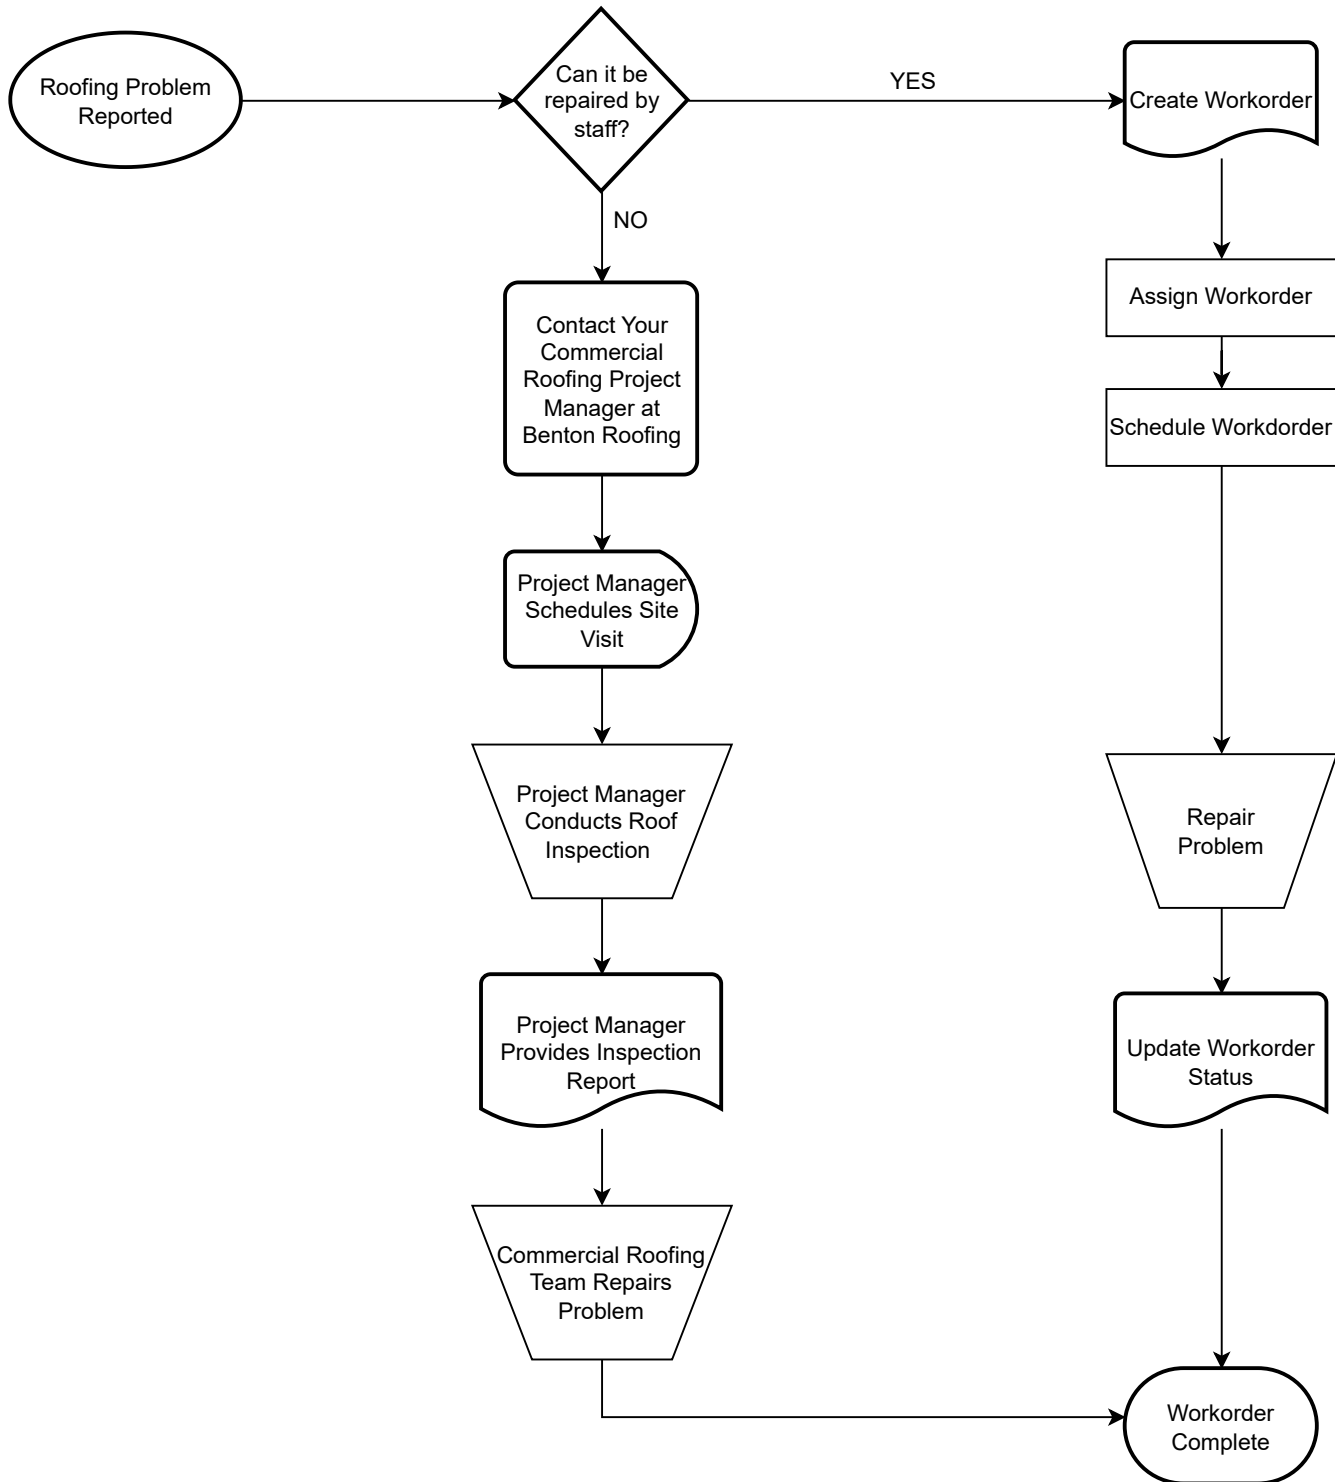 Roofing Problem
Reported
Can it be
repaired by
staff?
YES
Create Workorder
NO
Assign Workorder
Contact Your
Commercial
Roofing Project
Manager at
Benton Roofing
Schedule Workdorder
Project Manager
Schedules Site
Visit
Project Manager
Conducts Roof
Inspection
Repair
Problem
Project Manager
Provides Inspection
Report
Update Workorder
Status
Commercial Roofing
Team Repairs
Problem
Workorder
Complete